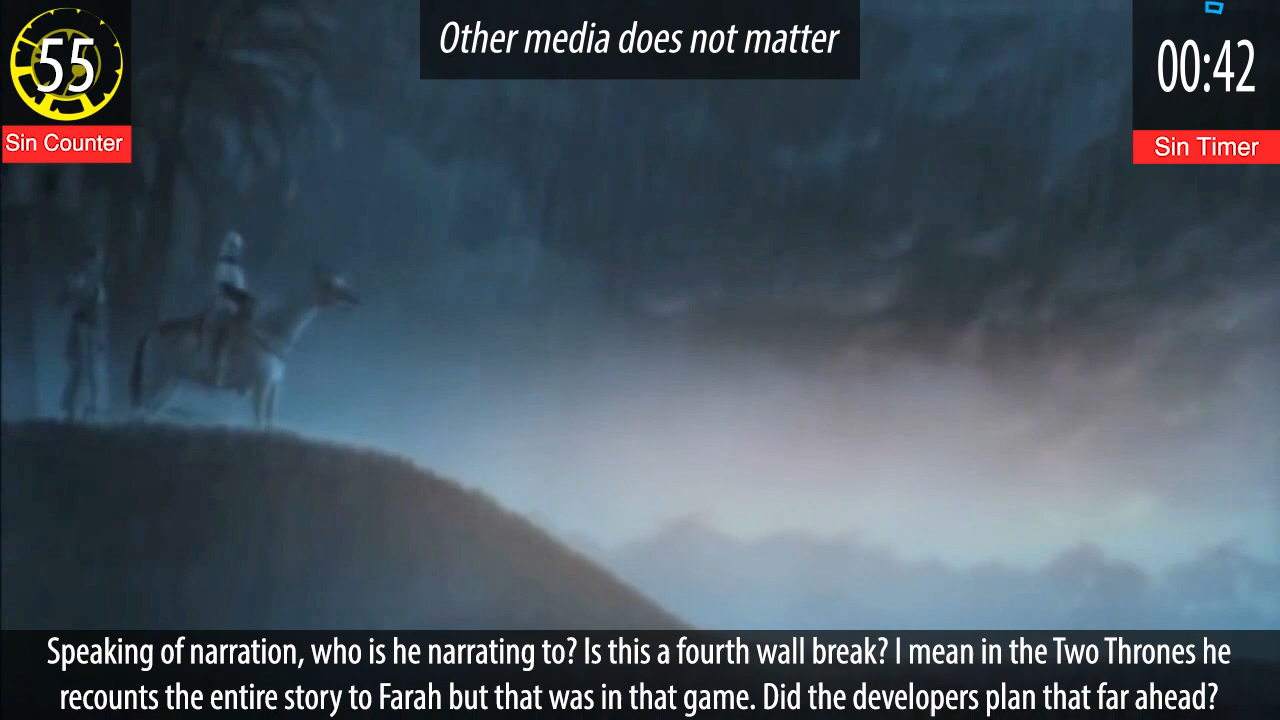 55
Sin Counter
Other media does not matter
00:42
Sin Timer
Speaking of narration, who is he narrating to? Is this a fourth wall break? I mean in the Two Thrones he
recounts the entire story to Farah but that was in that game. Did the developers plan that far ahead?